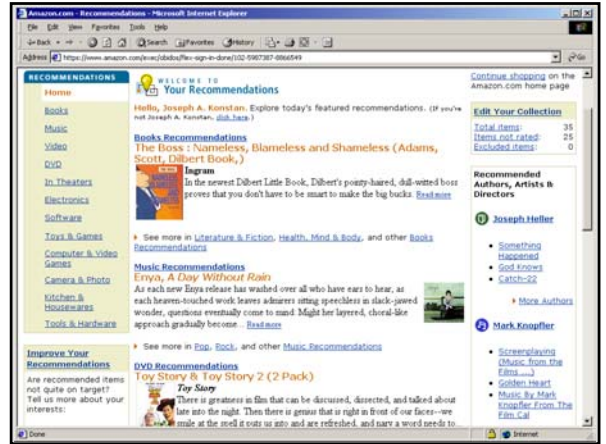 Amazon.com - Recommendations - Microsoft Internet Explorer
File Edit View Favorites Tools Help
Back Search Favorites History
Address https://www.amazon.com/exec/obidos/flex-sign-in-done/102-5907387-0866549 Go
RECOMMENDATIONS
Home
Books
Music
Video
DVD
In Theaters
Electronics
Software
Toys & Games
Computer & Video
Games
Camera & Photo
Kitchen &
Housewares
Tools & Hardware
Improve Your
Recommendations
Are recommended items
not quite on target?
Tell us more about your
interests:
WELCOME TO
Your Recommendations
Hello, Joseph A. Konstan. Explore today's featured recommendations. (If you're
not Joseph A. Konstan, click here.)
Books Recommendations
The Boss : Nameless, Blameless and Shameless (Adams,
Scott, Dilbert Book,)
Ingram
In the newest Dilbert Little Book, Dilbert's pointy-haired, dull-witted boss
proves that you don't have to be smart to make the big bucks. Read more
See more in Literature & Fiction, Health, Mind & Body, and other Books
Recommendations
Music Recommendations
Enya, A Day Without Rain
As each new Enya release has washed over all who have ears to hear, as
each heaven-touched work leaves admirers sitting speechless in slack-jawed
wonder, questions eventually come to mind: Might her layered, choral-like
approach gradually become... Read more
See more in Pop, Rock, and other Music Recommendations
DVD Recommendations
Toy Story & Toy Story 2 (2 Pack)
Toy Story
There is greatness in film that can be discussed, dissected, and talked about
late into the night. Then there is genius that is right in front of our faces--we
smile at the spell it puts us into and are refreshed, and nary a word needs to
Continue shopping on the
Amazon.com home page
Edit Your Collection
Total items: 35
Items not rated: 25
Excluded items: 0
Recommended
Authors, Artists &
Directors
Joseph Heller
Something
Happened
God Knows
Catch-22
More Authors
Mark Knopfler
Screenplaying
(Music from the
Films ....)
Golden Heart
Music By Mark
Knopfler From The
Film Cal
Done Internet